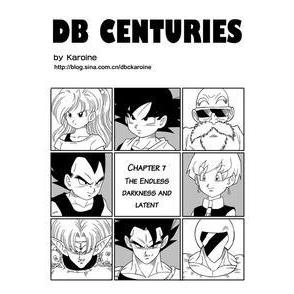 DB CENTURIES
by Karoine
http://blog.sina.com.cn/dbckaroine
CHAPTER 7
THE ENDLESS
DARKNESS AND
LATENT